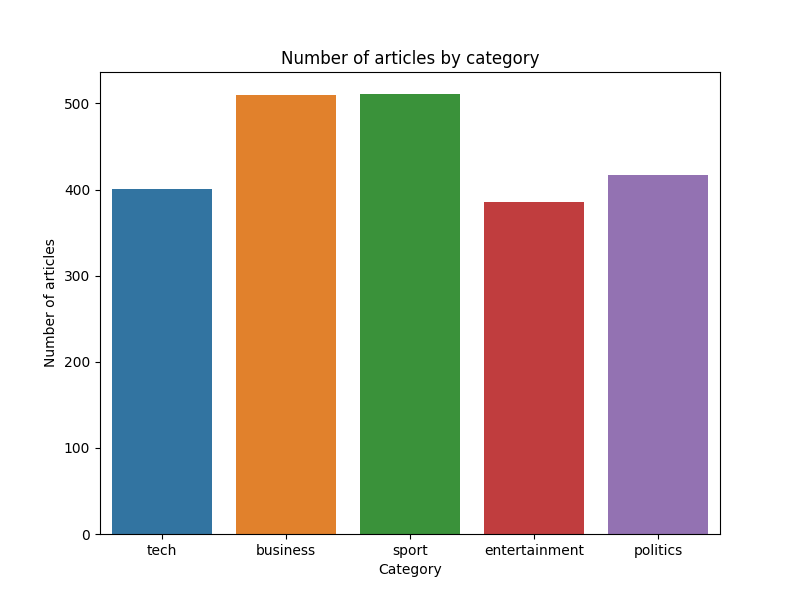 Number of articles by category
500
400
300
200
100
0
Number of articles
tech business sport entertainment politics
Category